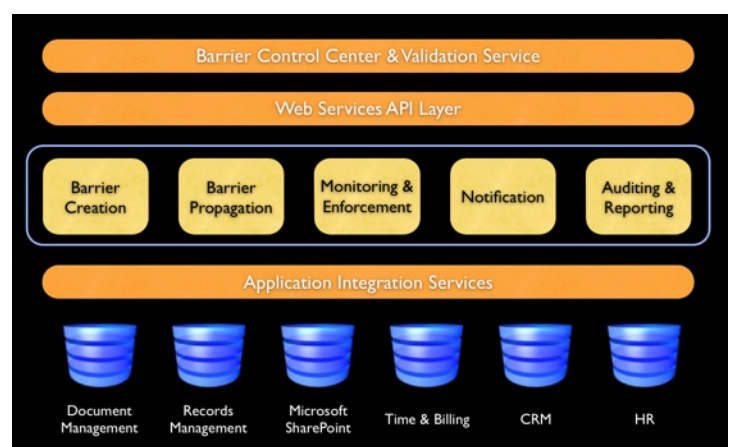 Barrier Control Center & Validation Service
Web Services API Layer
Barrier
Creation
Barrier
Propagation
Monitoring &
Enforcement
Notification
Auditing &
Reporting
Application Integration Services
Document
Management
Records
Management
Microsoft
SharePoint
Time & Billing
CRM
HR